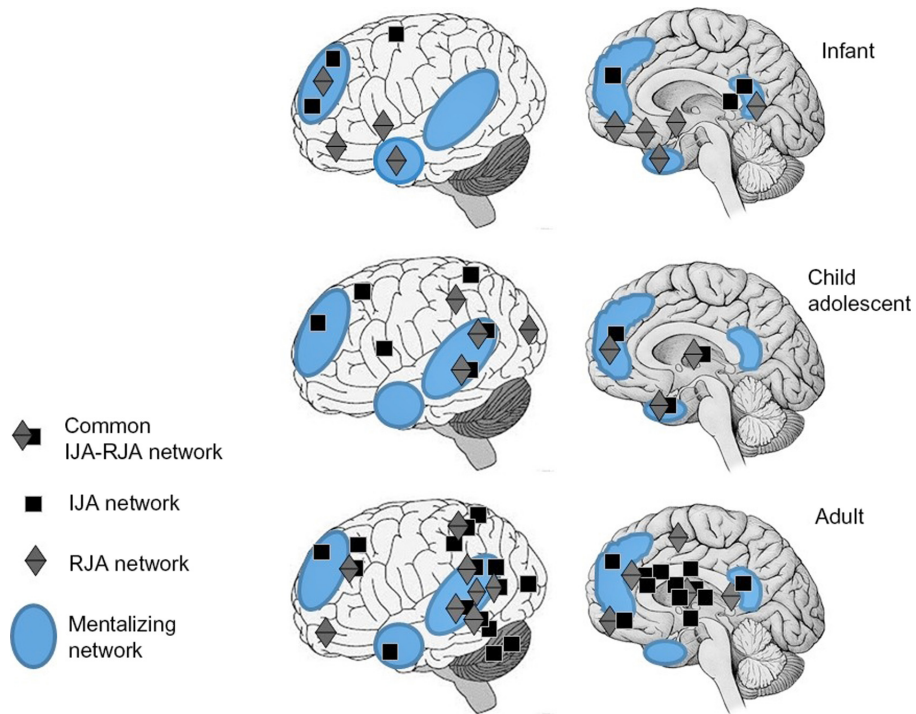 Infant
Child
adolescent
Common
IJA-RJA network
IJA network
RJA network
Mentalizing
network
Adult